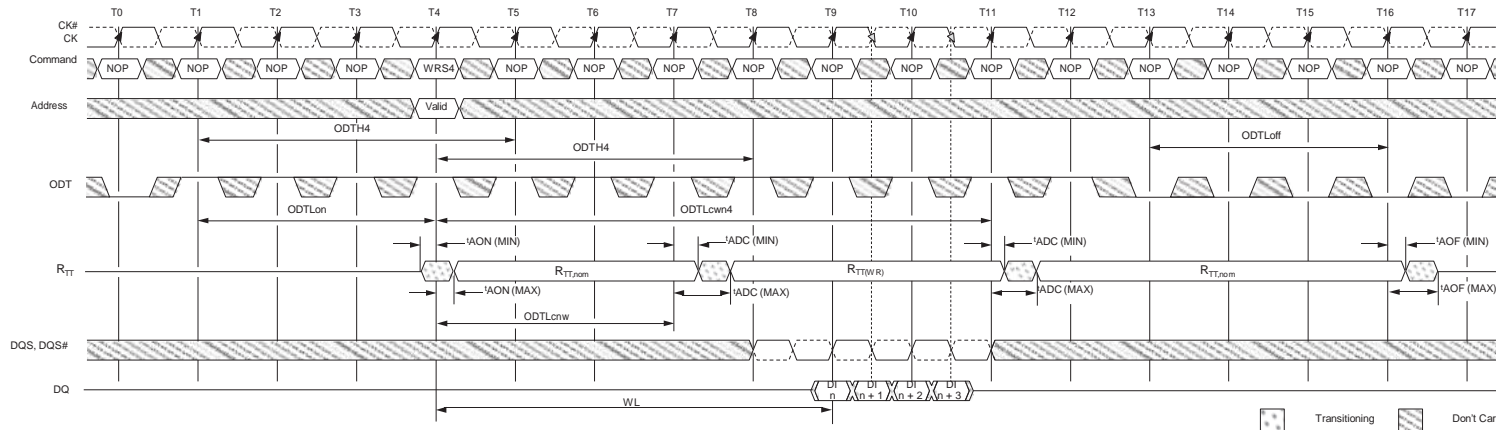 T0 T1 T2 T3 T4 T5 T6 T7 T8 T9 T10 T11 T12 T13 T14 T15 T16 T17
CK#
CK
Command NOP NOP NOP NOP WRS4 NOP NOP NOP NOP NOP NOP NOP NOP NOP NOP NOP NOP NOP
Address Valid
ODTH4 ODTLoff
ODTH4
ODT
ODTLon ODTLcwn4
tAON (MIN) tADC (MIN) tADC (MIN) tAOF (MIN)
RTT RTT,nom RTT(WR) RTT,nom
tAON (MAX) tADC (MAX) tADC (MAX) tAOF (MAX)
ODTLcnw
DQS, DQS#
DQ DI n DI n + 1 DI n + 2 DI n + 3
WL
Transitioning Don't Car